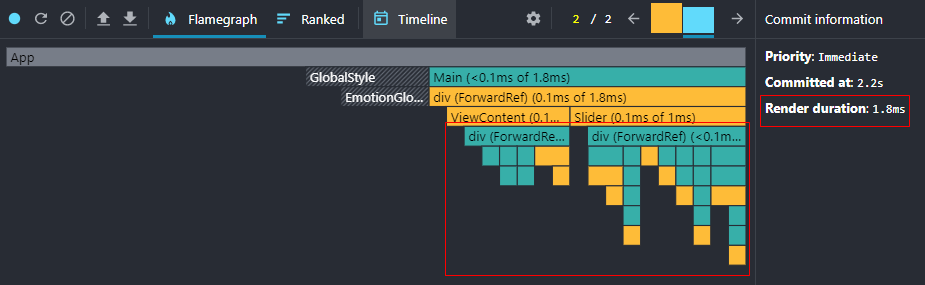 Flamegraph Ranked Timeline 2 / 2 Commit information
App
Priority: Immediate
GlobalStyle Main (<0.1ms of 1.8ms)
Committed at: 2.2s
EmotionGlo... div (ForwardRef) (0.1ms of 1.8ms)
Render duration: 1.8ms
ViewContent (0.1... Slider (0.1ms of 1ms)
div (ForwardRe... div (ForwardRef) (<0.1m...